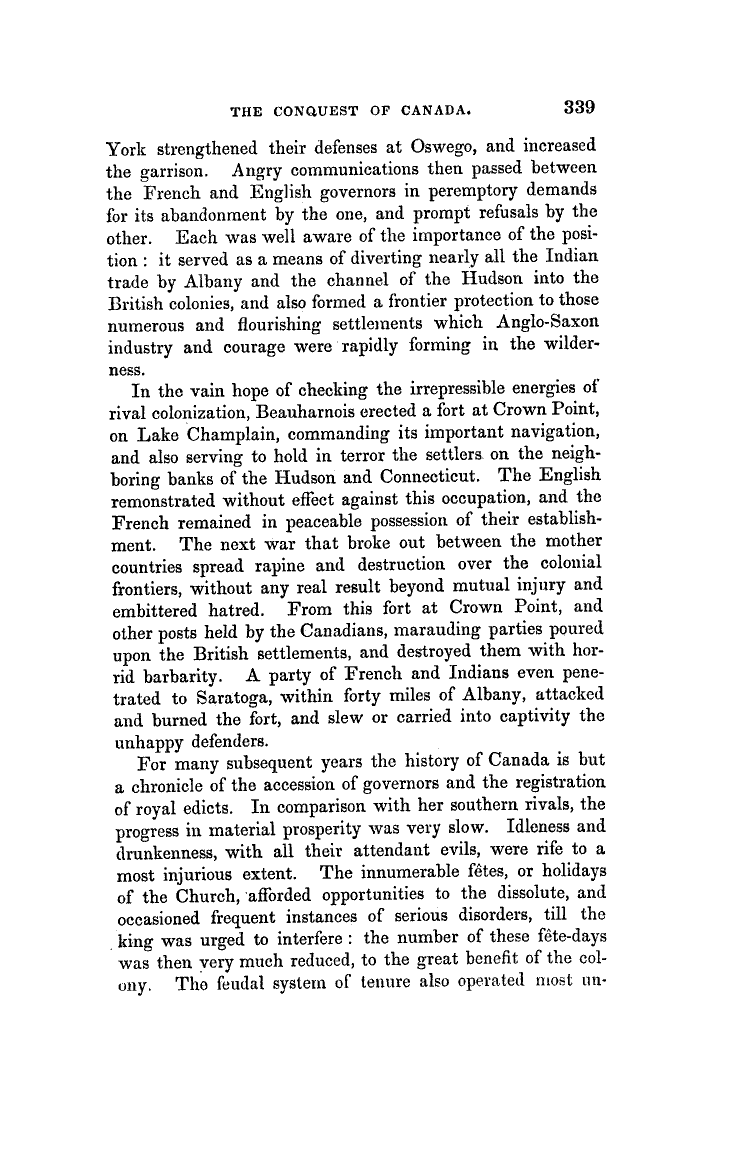 THE CONQUEST OF CANADA. 339
York strengthened their defenses at Oswego, and increased
the garrison. Angry communications then passed between
the French and English governors in peremptory demands
for its abandonment by the one, and prompt refusals by the
other. Each was well aware of the importance of the posi-
tion : it served as a means of diverting nearly all the Indian
trade by Albany and the channel of the Hudson into the
British colonies, and also formed a frontier protection to those
numerous and flourishing settlements which Anglo-Saxon
industry and courage were rapidly forming in the wilder-
ness.
In the vain hope of checking the irrepressible energies of
rival colonization, Beauharnois erected a fort at Crown Point,
on Lake Champlain, commanding its important navigation,
and also serving to hold in terror the settlers on the neigh-
boring banks of the Hudson and Connecticut. The English
remonstrated without effect against this occupation, and the
French remained in peaceable possession of their establish-
ment. The next war that broke out between the mother
countries spread rapine and destruction over the colonial
frontiers, without any real result beyond mutual injury and
embittered hatred. From this fort at Crown Point, and
other posts held by the Canadians, marauding parties poured
upon the British settlements, and destroyed them with hor-
rid barbarity. A party of French and Indians even pene-
trated to Saratoga, within forty miles of Albany, attacked
and burned the fort, and slew or carried into captivity the
unhappy defenders.
For many subsequent years the history of Canada is but
a chronicle of the accession of governors and the registration
of royal edicts. In comparison with her southern rivals, the
progress in material prosperity was very slow. Idleness and
drunkenness, with all their attendant evils, were rife to a
most injurious extent. The innumerable fêtes, or holidays
of the Church, afforded opportunities to the dissolute, and
occasioned frequent instances of serious disorders, till the
king was urged to interfere : the number of these fête-days
was then very much reduced, to the great benefit of the col-
ony. The feudal system of tenure also operated most un-